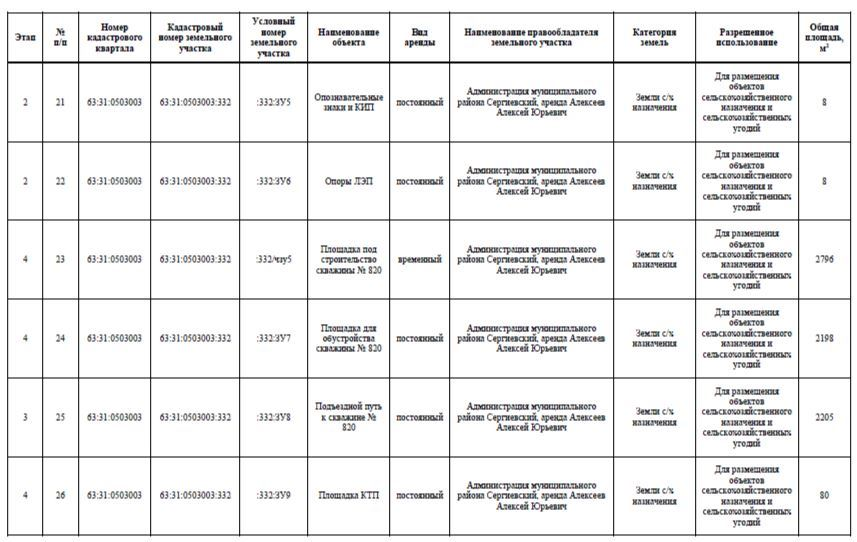 Этап
№ п/п
Номер кадастрового квартала
Кадастровый номер земельного участка
Условный номер земельного участка
Наименование объекта
Вид аренды
Наименование правообладателя земельного участка
Категория земель
Разрешенное использование
Общая площадь, м²
2
21
63:31:0503003
63:31:0503003:332
:332:ЗУ5
Опознавательные
знаки и КИП
постоянный
Администрация муниципального
района Сергиевский, аренда Алексеев
Алексей Юрьевич
Земли с/х
назначения
Для размещения
объектов
сельскохозяйственного
назначения и
сельскохозяйственных
угодий
8
2
22
63:31:0503003
63:31:0503003:332
:332:ЗУ6
Опоры ЛЭП
постоянный
Администрация муниципального
района Сергиевский, аренда Алексеев
Алексей Юрьевич
Земли с/х
назначения
Для размещения
объектов
сельскохозяйственного
назначения и
сельскохозяйственных
угодий
8
4
23
63:31:0503003
63:31:0503003:332
:332/чзу5
Площадка под
строительство
скважины № 820
временный
Администрация муниципального
района Сергиевский, аренда Алексеев
Алексей Юрьевич
Земли с/х
назначения
Для размещения
объектов
сельскохозяйственного
назначения и
сельскохозяйственных
угодий
2796
4
24
63:31:0503003
63:31:0503003:332
:332:ЗУ7
Площадка для
обустройства
скважины № 820
постоянный
Администрация муниципального
района Сергиевский, аренда Алексеев
Алексей Юрьевич
Земли с/х
назначения
Для размещения
объектов
сельскохозяйственного
назначения и
сельскохозяйственных
угодий
2198
3
25
63:31:0503003
63:31:0503003:332
:332:ЗУ8
Подъездной путь
к скважине №
820
постоянный
Администрация муниципального
района Сергиевский, аренда Алексеев
Алексей Юрьевич
Земли с/х
назначения
Для размещения
объектов
сельскохозяйственного
назначения и
сельскохозяйственных
угодий
2205
4
26
63:31:0503003
63:31:0503003:332
:332:ЗУ9
Площадка КТП
постоянный
Администрация муниципального
района Сергиевский, аренда Алексеев
Алексей Юрьевич
Земли с/х
назначения
Для размещения
объектов
сельскохозяйственного
назначения и
сельскохозяйственных
угодий
80